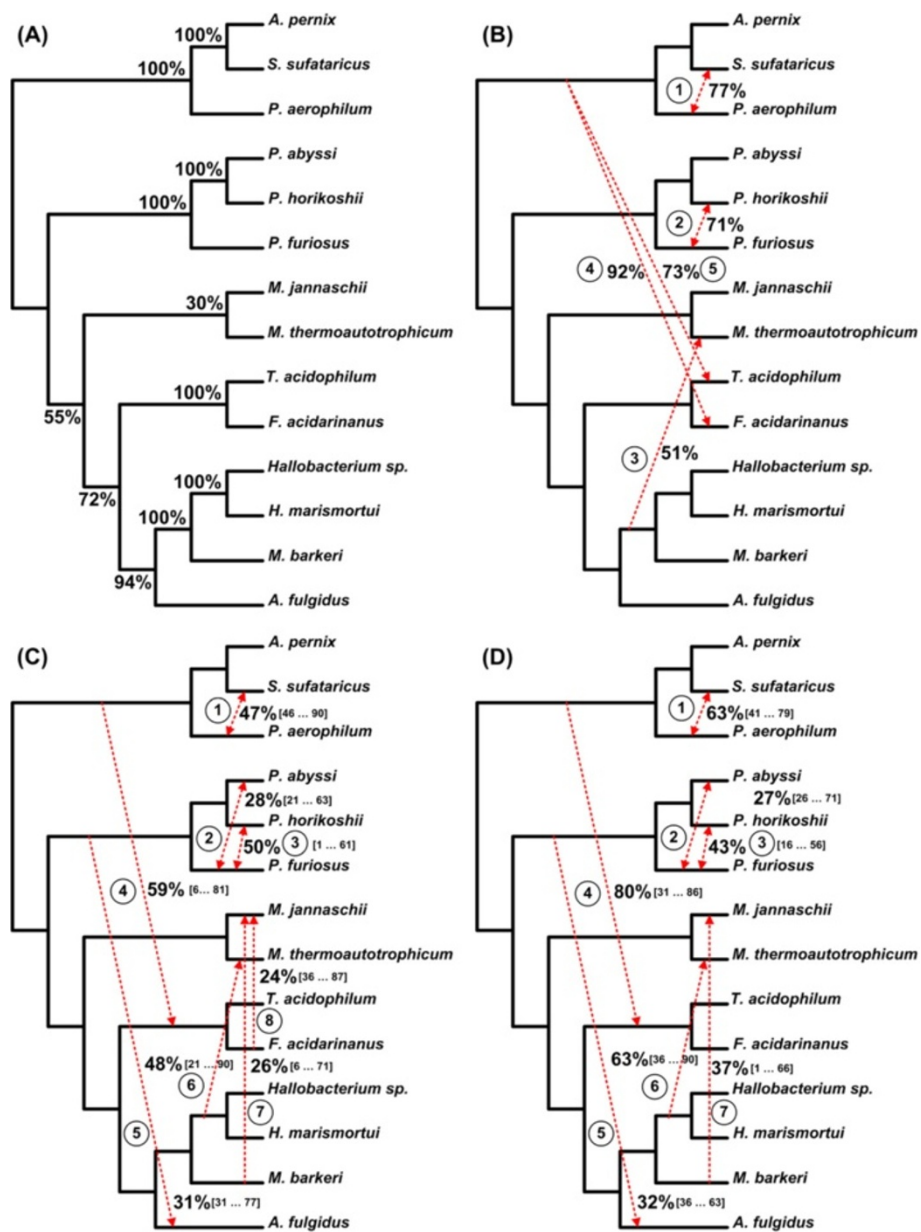 (A)
A. pernix
100%
S. sufataricus
100%
P. aerophilum
P. abyssi
100%
P. horikoshii
100%
P. furiosus
M. jannaschii
30%
M. thermoautotrophicum
T. acidophilum
100%
F. acidarinanus
55%
Hallobacterium sp.
100%
72%
H. marismortui
100%
M. barkeri
94%
A. fulgidus
(B)
A. pernix
S. sufataricus
1 77%
P. aerophilum
P. abyssi
P. horikoshii
2 71%
P. furiosus
4 92% 73% 5
M. jannaschii
M. thermoautotrophicum
T. acidophilum
F. acidarinanus
3 51%
Hallobacterium sp.
H. marismortui
M. barkeri
A. fulgidus
(C)
A. pernix
S. sufataricus
1 47% [46 ... 90]
P. aerophilum
P. abyssi
28% [21 ... 63]
P. horikoshii
2 50% 3 [1 ... 61]
P. furiosus
4 59% [6... 81]
M. jannaschii
M. thermoautotrophicum
24% [36 ... 87]
T. acidophilum
8
F. acidarinanus
48% [21 ... 90] 26% [6 ... 71]
6
Hallobacterium sp.
7
5
H. marismortui
M. barkeri
31% [31 ... 77]
A. fulgidus
(D)
A. pernix
S. sufataricus
1 63% [41 ... 79]
P. aerophilum
P. abyssi
27% [26 ... 71]
P. horikoshii
2 43% 3 [16 ... 56]
P. furiosus
4 80% [31 ... 86]
M. jannaschii
M. thermoautotrophicum
T. acidophilum
F. acidarinanus
63% [36 ... 90] 37% [1 ... 66]
6
Hallobacterium sp.
7
5
H. marismortui
M. barkeri
32% [36 ... 63]
A. fulgidus